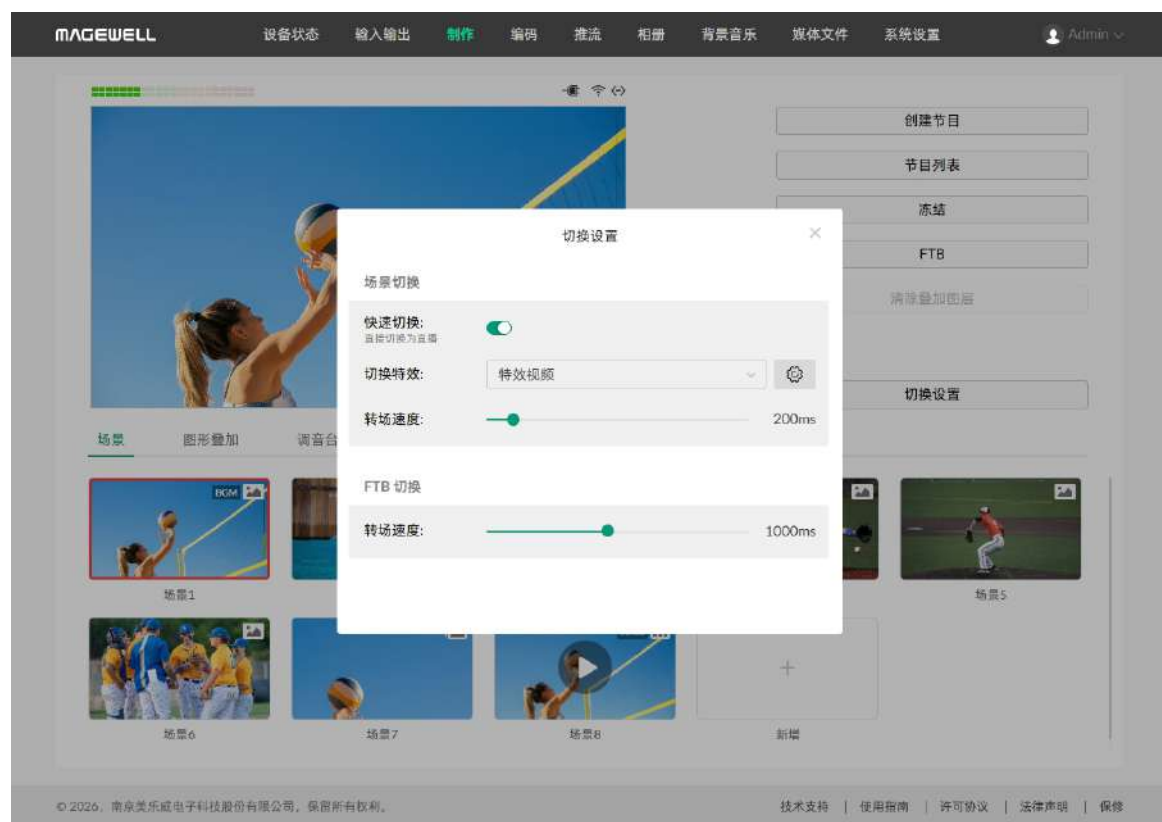 MAGEWELL 设备状态 输入输出 制作 编码 推流 相册 背景音乐 媒体文件 系统设置 Admin
创建节目
节目列表
冻结
FTB
清除叠加图层
切换设置
切换设置
场景切换
快速切换:
直接切换为直播
切换特效: 特效视频
转场速度: 200ms
FTB 切换
转场速度: 1000ms
场景 图形叠加 调音台
BGM
场景1 场景5
场景6 场景7 场景8 新增
© 2026, 南京美乐威电子科技股份有限公司, 保留所有权利。 技术支持 | 使用指南 | 许可协议 | 法律声明 | 保修